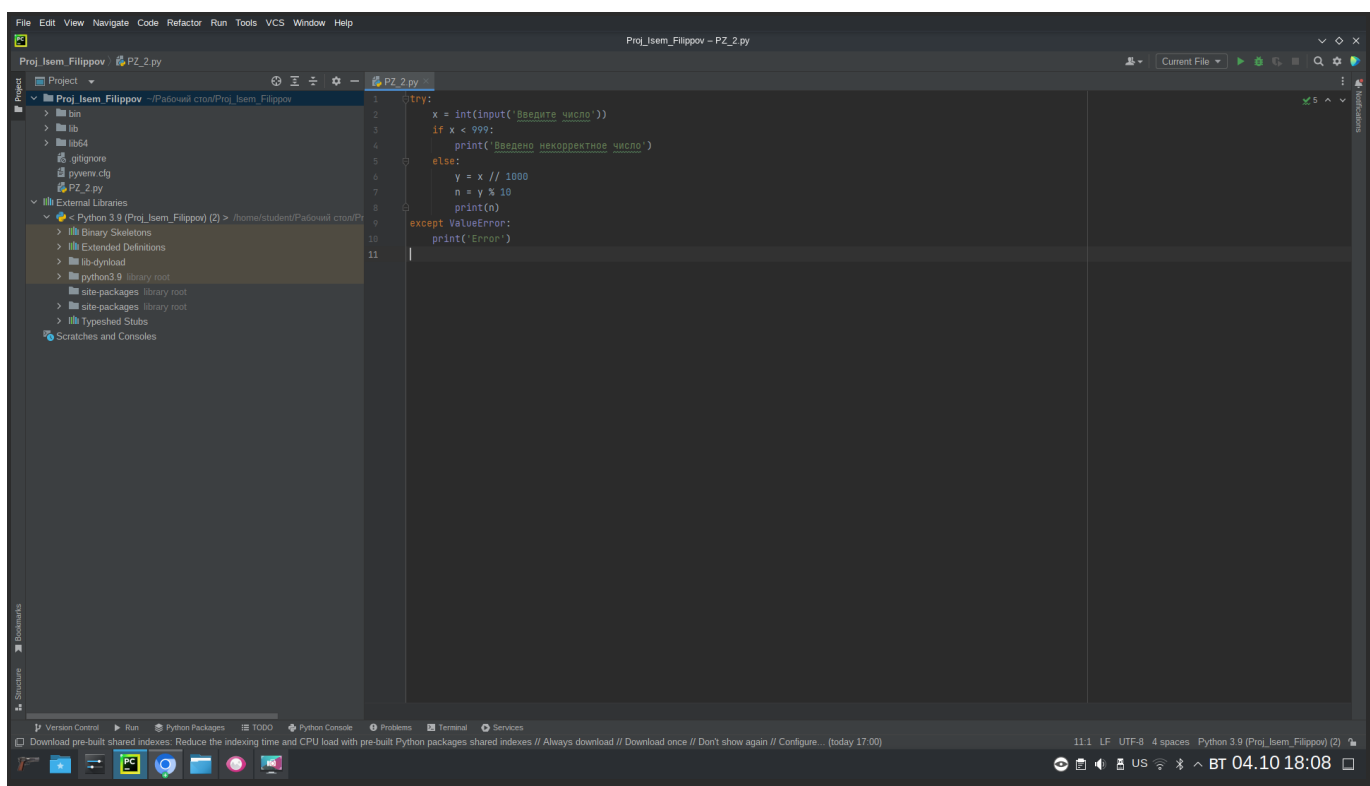 File Edit View Navigate Code Refactor Run Tools VCS Window Help
PC
Proj_Isem_Filippov – PZ_2.py
Proj_Isem_Filippov
PZ_2.py
Current File
Project
PZ_2.py
Project
Proj_Isem_Filippov ~/Рабочий стол/Proj_Isem_Filippov
bin
lib
lib64
.gitignore
pyvenv.cfg
PZ_2.py
External Libraries
< Python 3.9 (Proj_Isem_Filippov) (2) > /home/student/Рабочий стол/Pr
Binary Skeletons
Extended Definitions
lib-dynload
python3.9 library root
site-packages library root
site-packages library root
Typeshed Stubs
Scratches and Consoles
1 try:
2 x = int(input('Введите число'))
3 if x < 999:
4 print('Введено некорректное число')
5 else:
6 y = x // 1000
7 n = y % 10
8 print(n)
9 except ValueError:
10 print('Error')
11
5
Notifications
Bookmarks
Structure
Version Control Run Python Packages TODO Python Console Problems Terminal Services
Download pre-built shared indexes: Reduce the indexing time and CPU load with pre-built Python packages shared indexes // Always download // Download once // Don't show again // Configure... (today 17:00)
11:1 LF UTF-8 4 spaces Python 3.9 (Proj_Isem_Filippov) (2)
PC
US
ВТ 04.10 18:08